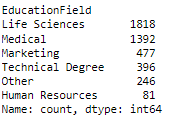 EducationField
Life Sciences       1818
Medical             1392
Marketing            477
Technical Degree     396
Other                246
Human Resources       81
Name: count, dtype: int64